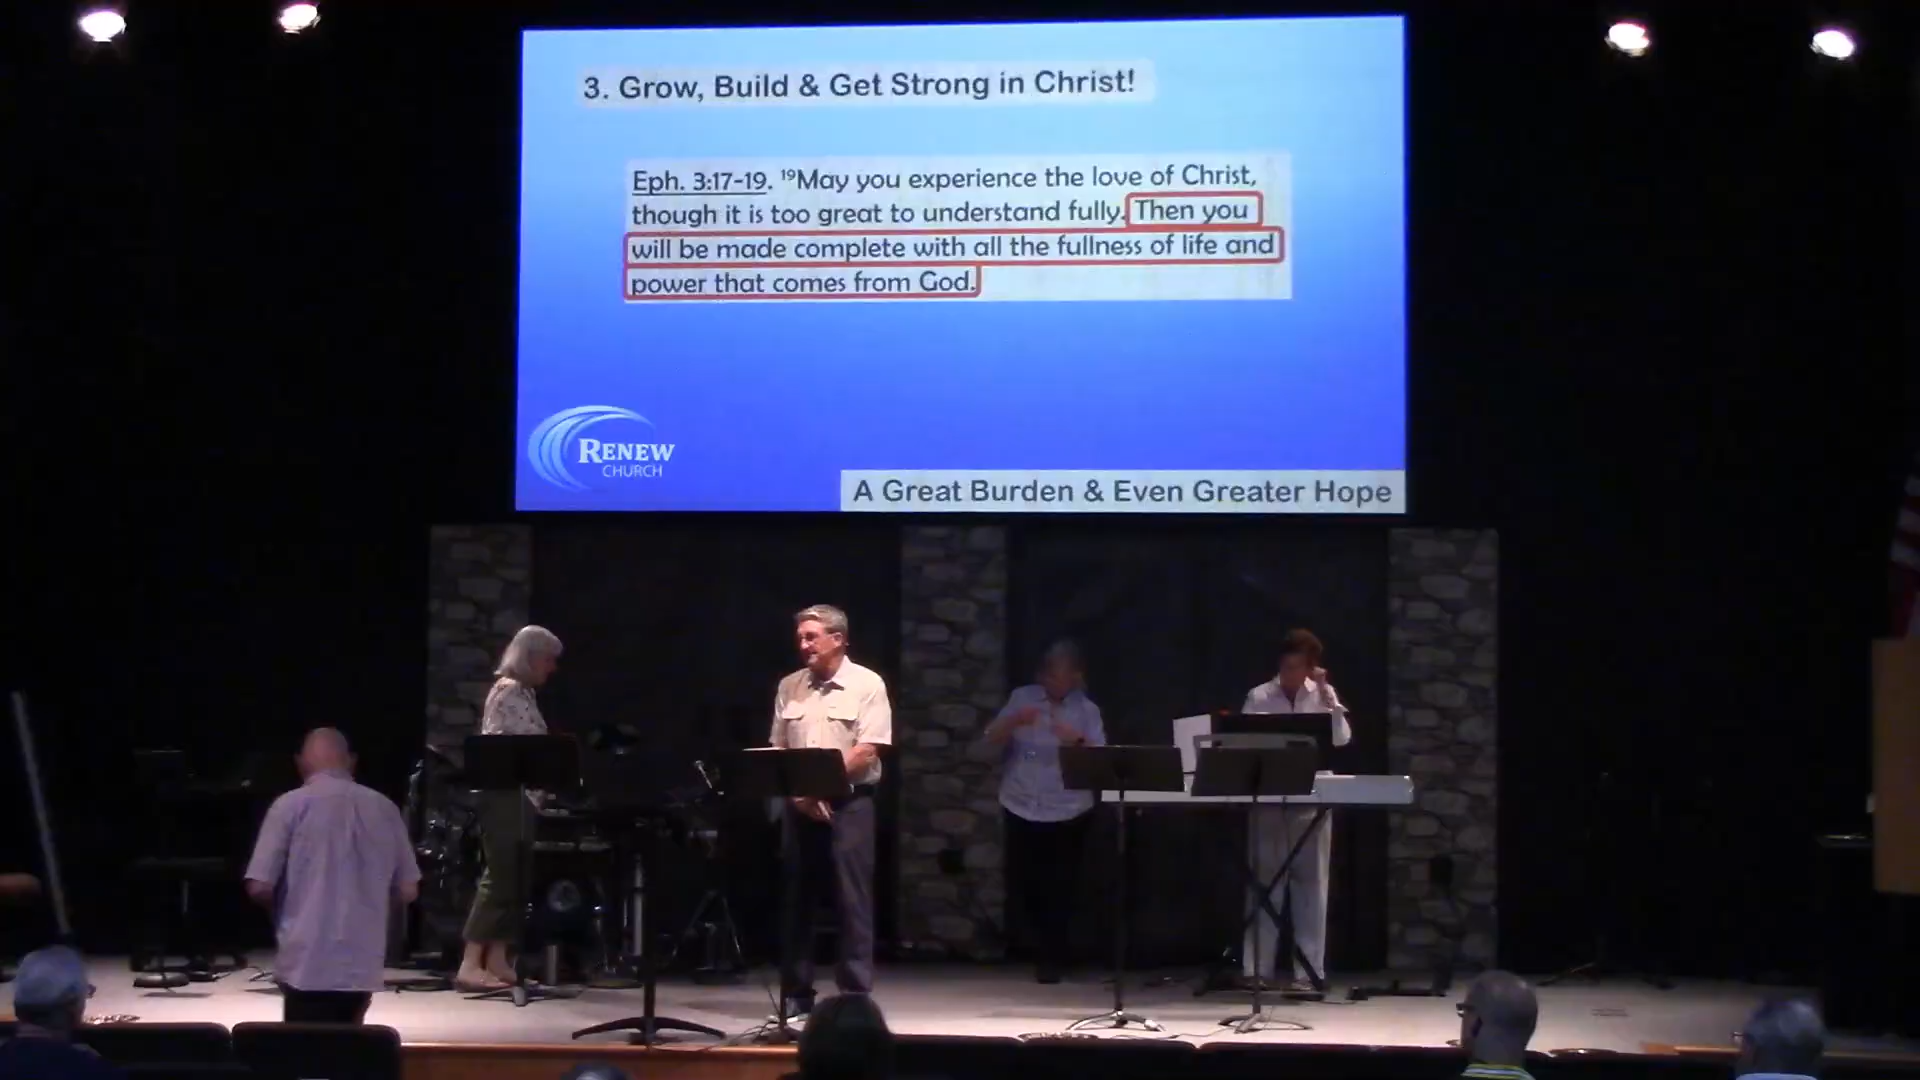 3. Grow, Build & Get Strong in Christ!
Eph. 3:17-19. ¹⁹May you experience the love of Christ,
though it is too great to understand fully. Then you
will be made complete with all the fullness of life and
power that comes from God.
RENEW
CHURCH
A Great Burden & Even Greater Hope